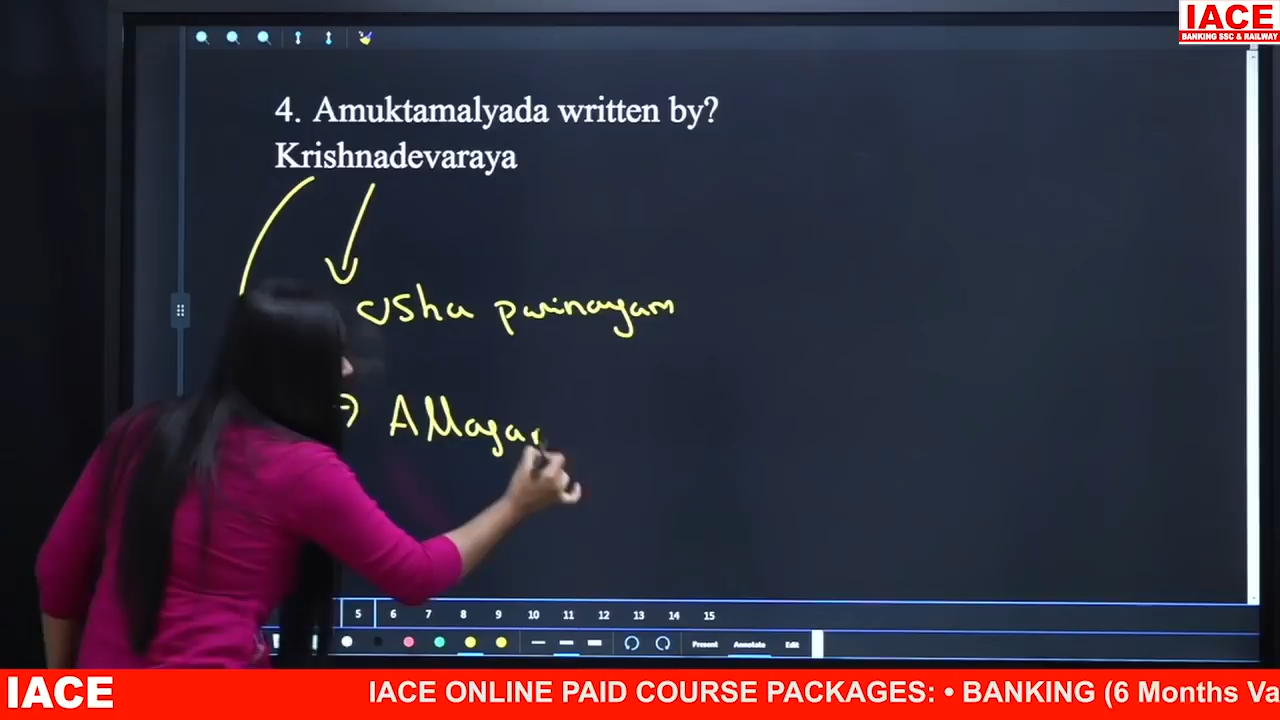 IACE
BANKING SSC & RAILWAY
4. Amuktamalyada written by?
Krishnadevaraya
Usha parinayam
5 6 7 8 9 10 11 12 13 14 15
Present Annotate Edit
IACE
IACE ONLINE PAID COURSE PACKAGES: • BANKING (6 Months Va